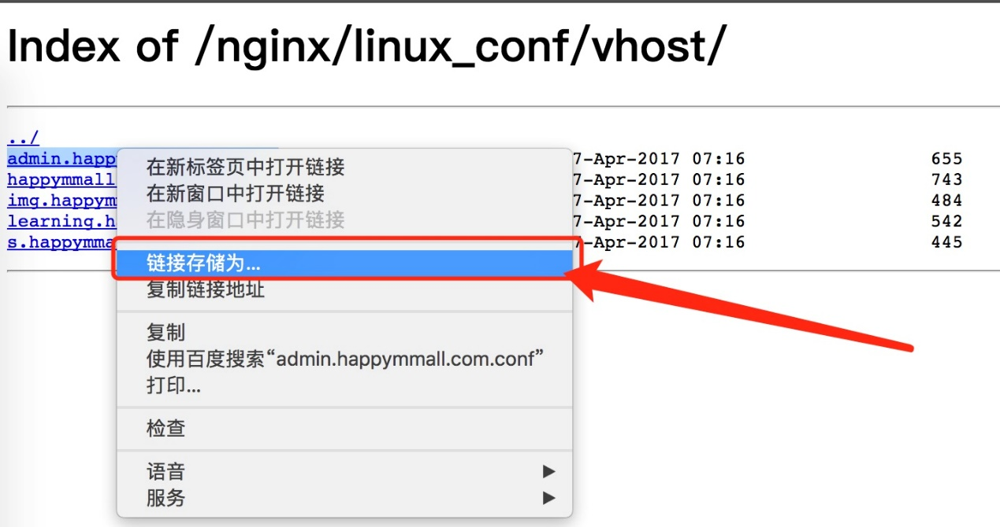 Index of /nginx/linux_conf/vhost/
../
admin.happ 7-Apr-2017 07:16 655
happymmall 7-Apr-2017 07:16 743
img.happym 7-Apr-2017 07:16 484
learning.h 7-Apr-2017 07:16 542
s.happymma 7-Apr-2017 07:16 445
在新标签页中打开链接
在新窗口中打开链接
在隐身窗口中打开链接
链接存储为...
复制链接地址
复制
使用百度搜索“admin.happymmall.com.conf”
打印...
检查
语音 ▶
服务 ▶